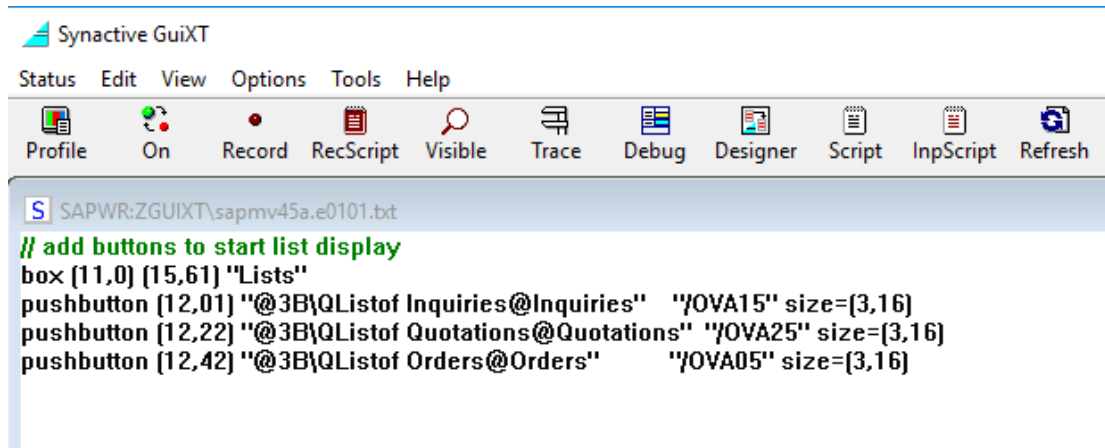 Synactive GuiXT
Status Edit View Options Tools Help
Profile On Record RecScript Visible Trace Debug Designer Script InpScript Refresh
S SAPWR:ZGUIXT\sapmv45a.e0101.txt
// add buttons to start list display
box (11,0) (15,61) "Lists"
pushbutton (12,01) "@3B\QListof Inquiries@Inquiries" "/OVA15" size=(3,16)
pushbutton (12,22) "@3B\QListof Quotations@Quotations" "/OVA25" size=(3,16)
pushbutton (12,42) "@3B\QListof Orders@Orders" "/OVA05" size=(3,16)